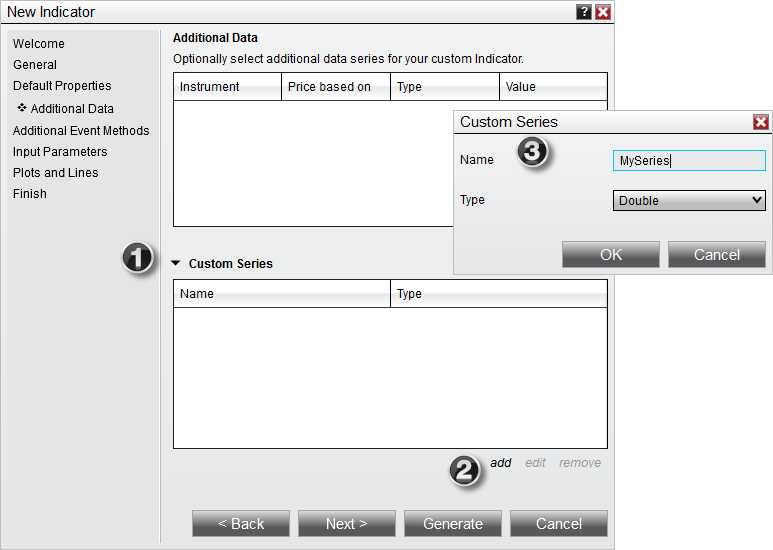 New Indicator
?
Welcome
General
Default Properties
Additional Data
Additional Event Methods
Input Parameters
Plots and Lines
Finish
Additional Data
Optionally select additional data series for your custom Indicator.
Instrument Price based on Type Value
1 Custom Series
Name Type
2 add edit remove
< Back Next > Generate Cancel
Custom Series
3
Name MySeries
Type Double
OK Cancel